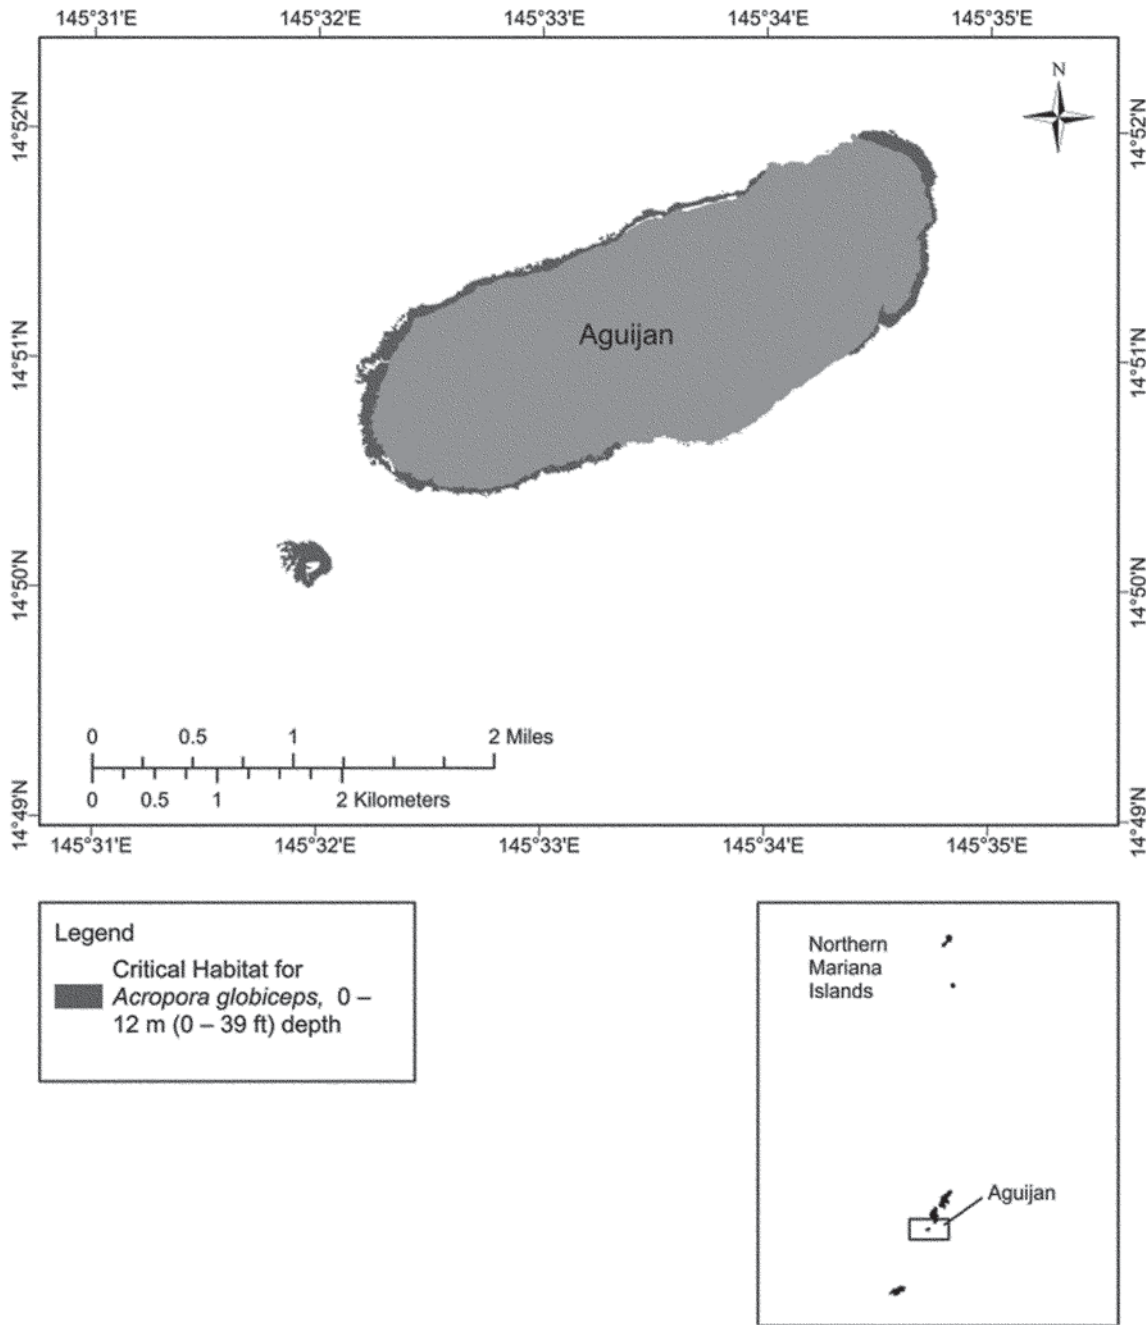 145°31'E 145°32'E 145°33'E 145°34'E 145°35'E
N
14°52'N 14°52'N
Aguijan
14°51'N 14°51'N
14°50'N 14°50'N
0 0.5 1 2 Miles
0 0.5 1 2 Kilometers
14°49'N 14°49'N
145°31'E 145°32'E 145°33'E 145°34'E 145°35'E
Legend
Critical Habitat for
Acropora globiceps, 0 –
12 m (0 – 39 ft) depth
Northern
Mariana
Islands
Aguijan